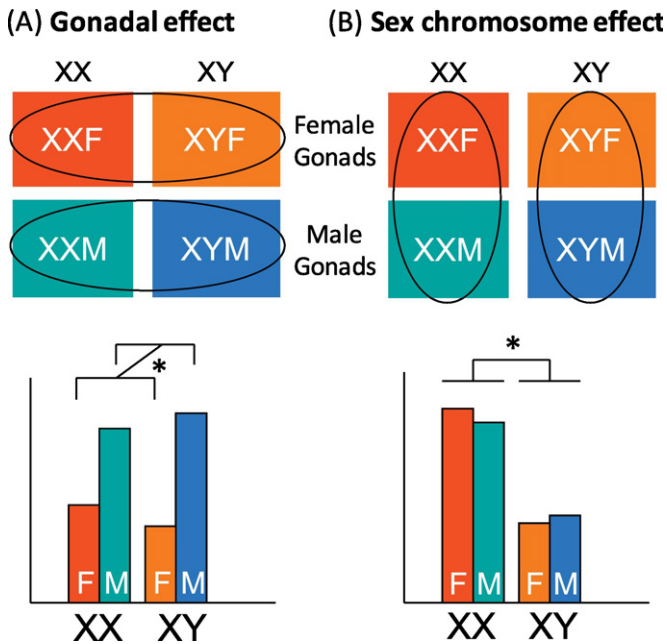 (A) Gonadal effect
XX XY
XXF XYF
XXM XYM
Female
Gonads
Male
Gonads
(B) Sex chromosome effect
XX XY
XXF XYF
XXM XYM
*
F M F M
XX XY
*
F M F M
XX XY